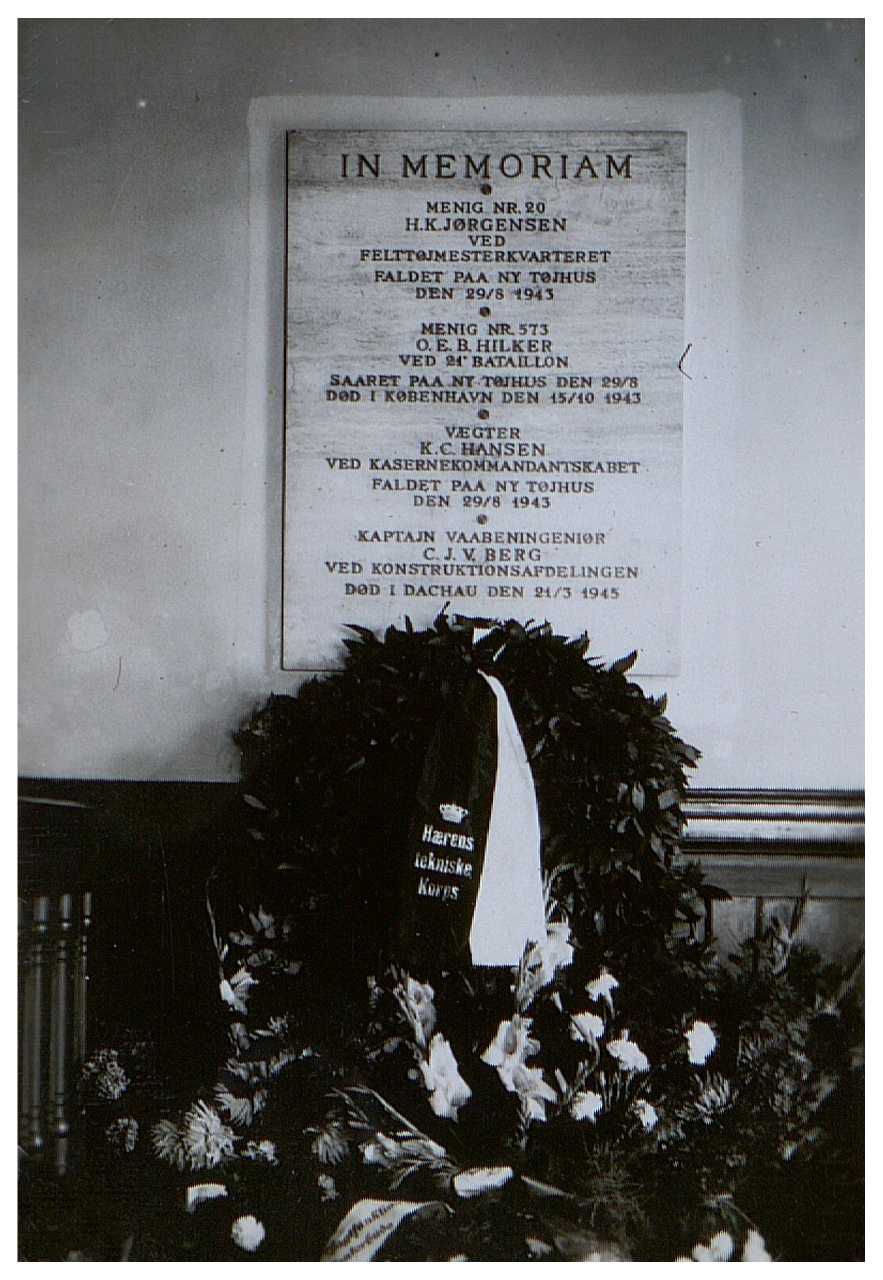 IN MEMORIAM
MENIG NR. 20
H.K.JØRGENSEN
VED
FELTTØJMESTERKVARTERET
FALDET PAA NY TØJHUS
DEN 29/8 1943
MENIG NR. 573
O. E. B. HILKER
VED 21' BATAILLON
SAARET PAA NY TØJHUS DEN 29/8
DØD I KØBENHAVN DEN 15/10 1943
VÆGTER
K.C. HANSEN
VED KASERNEKOMMANDANTSKABET
FALDET PAA NY TØJHUS
DEN 29/8 1943
KAPTAJN VAABENINGENIØR
C. J. V. BERG
VED KONSTRUKTIONSAFDELINGEN
DØD I DACHAU DEN 21/3 1945
Hærens
tekniske
Korps